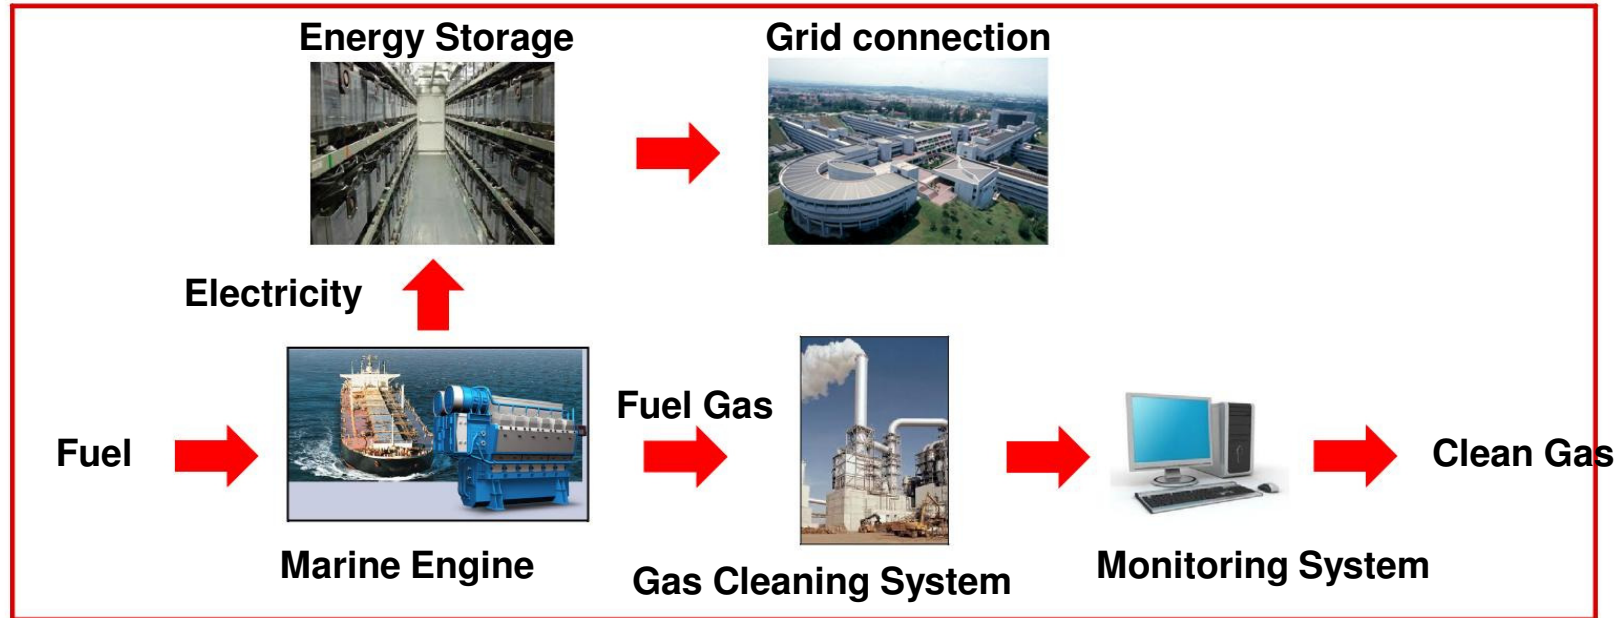 Energy Storage
Grid connection
Electricity
Fuel
Fuel Gas
Clean Gas
Marine Engine
Gas Cleaning System
Monitoring System